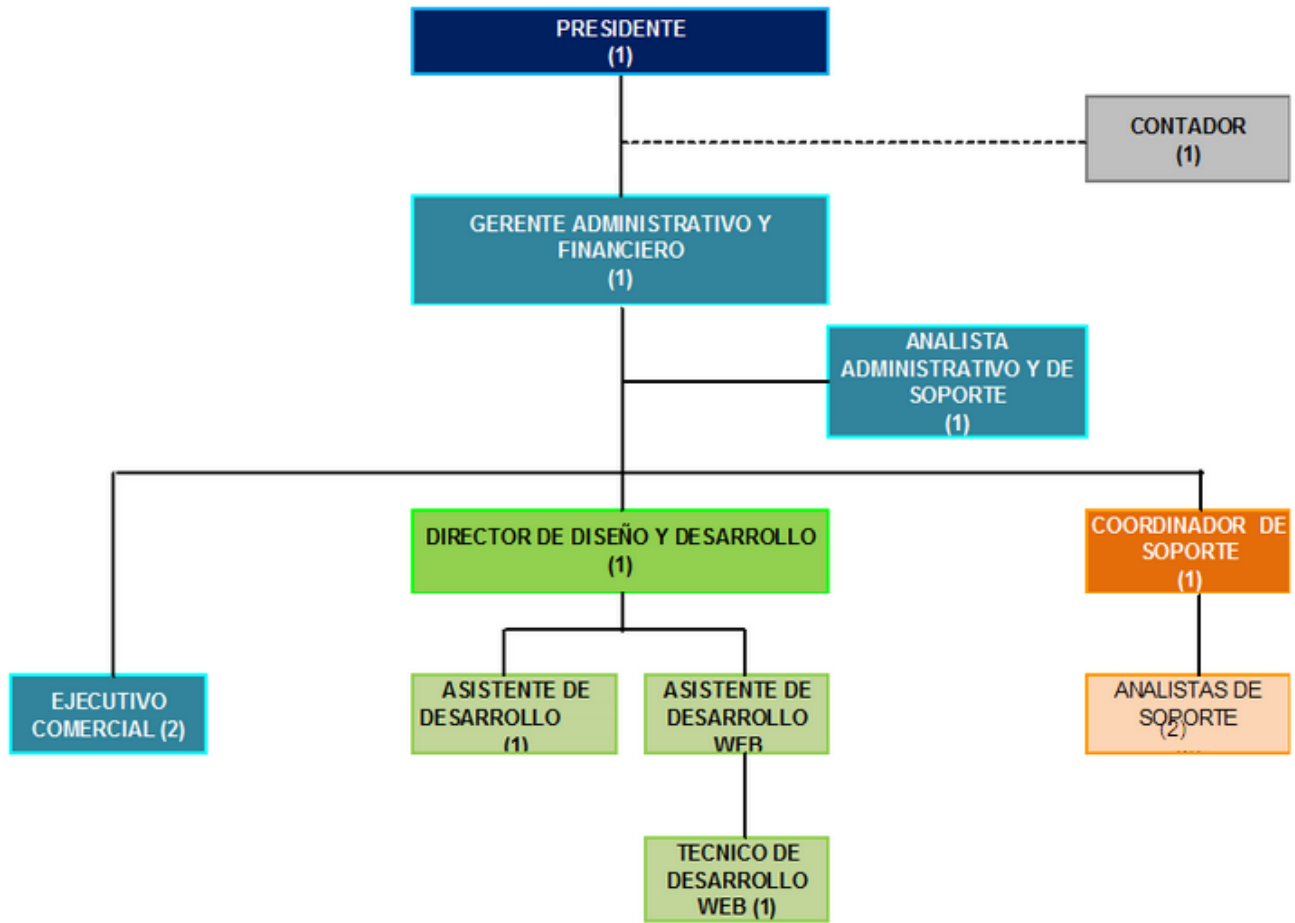 PRESIDENTE
(1)
CONTADOR
(1)
GERENTE ADMINISTRATIVO Y
FINANCIERO
(1)
ANALISTA
ADMINISTRATIVO Y DE
SOPORTE
(1)
DIRECTOR DE DISEÑO Y DESARROLLO
(1)
COORDINADOR DE
SOPORTE
(1)
EJECUTIVO
COMERCIAL (2)
ASISTENTE DE
DESARROLLO
(1)
ASISTENTE DE
DESARROLLO
WEB
ANALISTAS DE
SOPORTE
(2)
TECNICO DE
DESARROLLO
WEB (1)